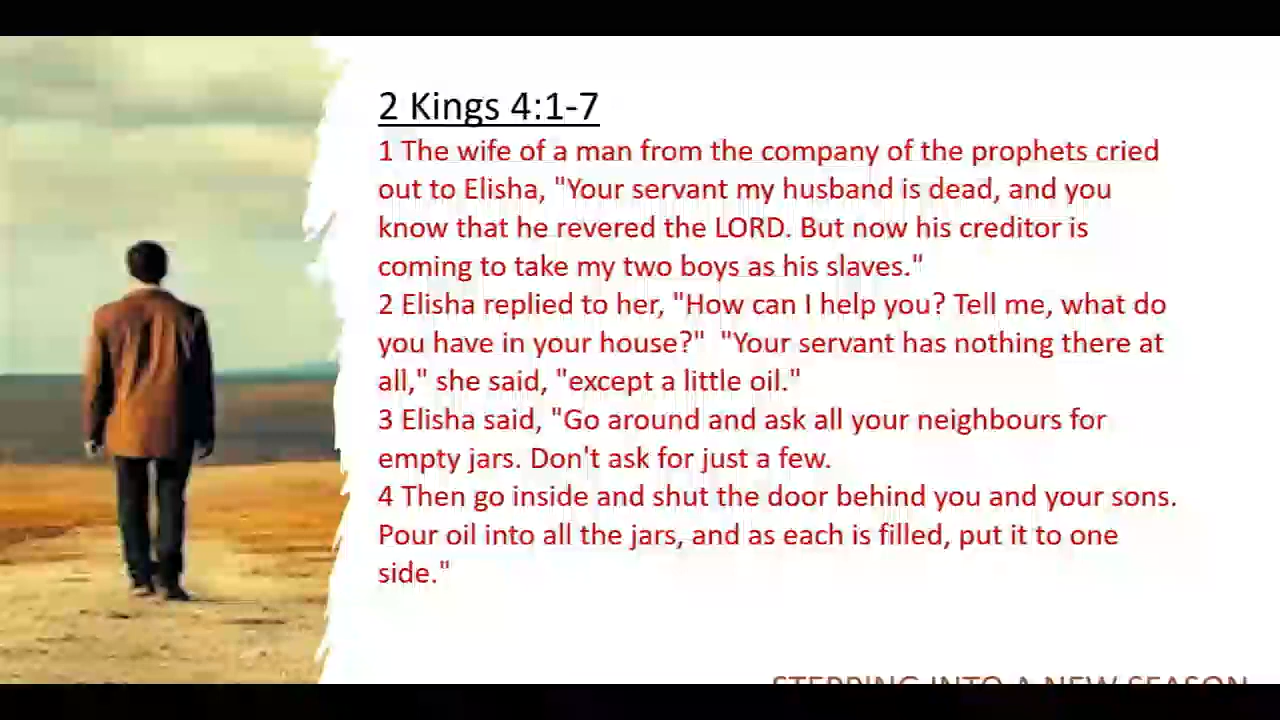 2 Kings 4:1-7
1 The wife of a man from the company of the prophets cried
out to Elisha, "Your servant my husband is dead, and you
know that he revered the LORD. But now his creditor is
coming to take my two boys as his slaves."
2 Elisha replied to her, "How can I help you? Tell me, what do
you have in your house?"  "Your servant has nothing there at
all," she said, "except a little oil."
3 Elisha said, "Go around and ask all your neighbours for
empty jars. Don't ask for just a few.
4 Then go inside and shut the door behind you and your sons.
Pour oil into all the jars, and as each is filled, put it to one
side."
STEPPING INTO A NEW SEASON